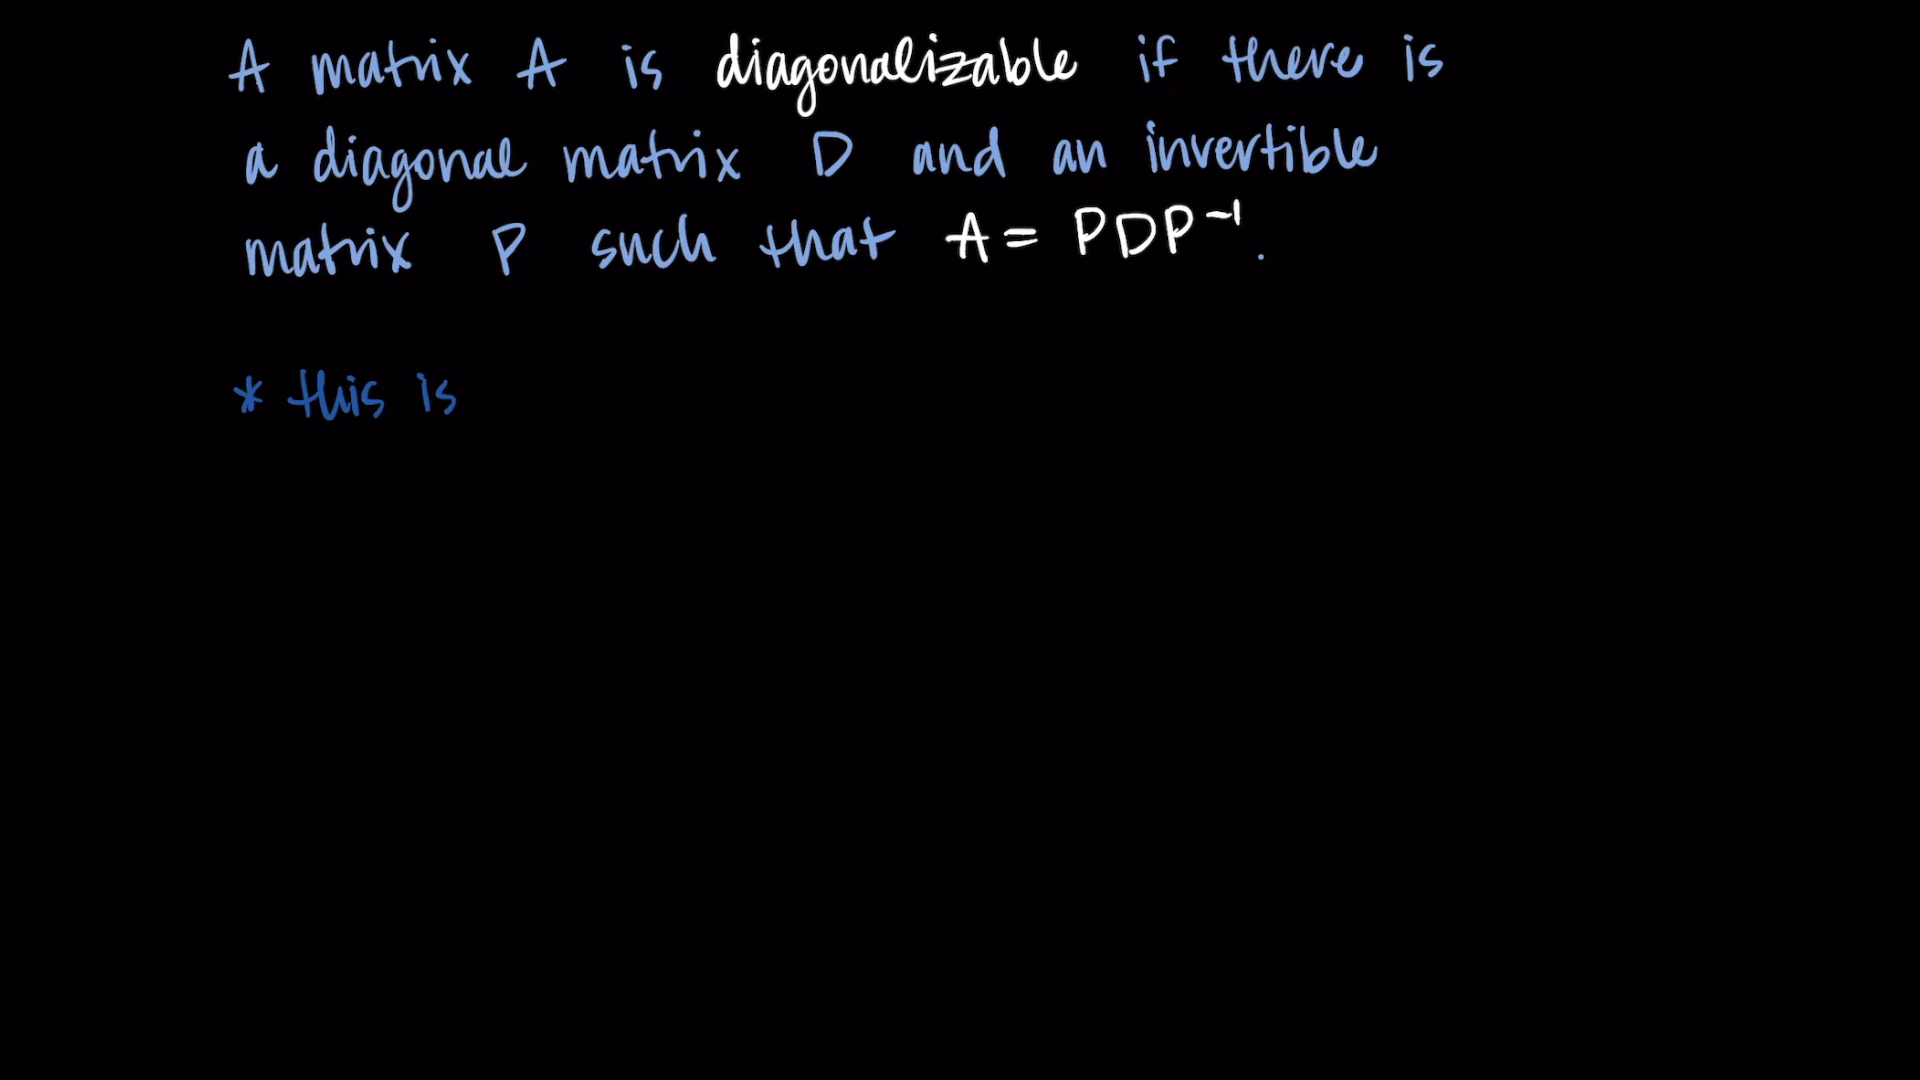 A matrix A is diagonalizable if there is
a diagonal matrix D and an invertible
matrix P such that A = PDP⁻¹.
* this is